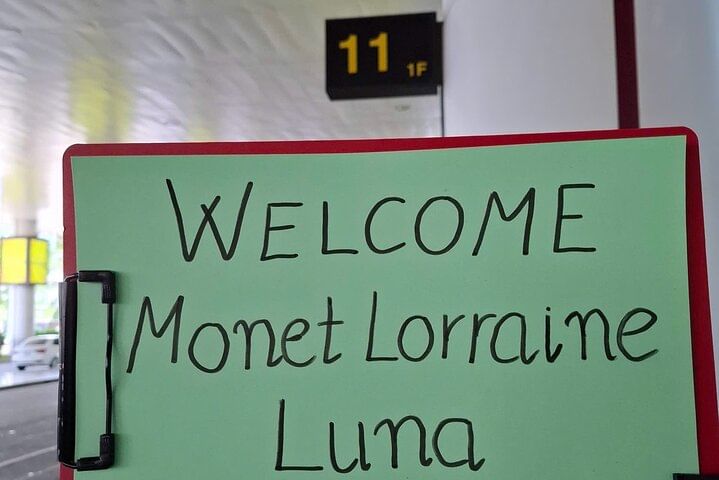 11
1F
WELCOME
Monet Lorraine
Luna